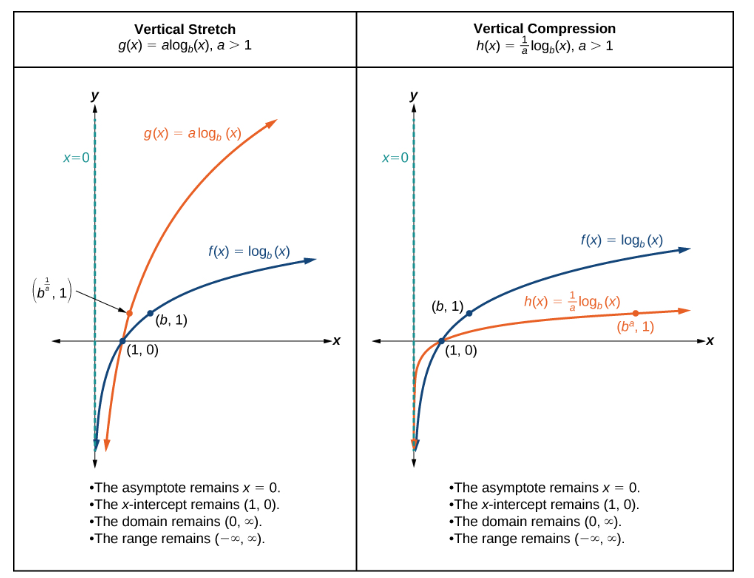 Vertical Stretch
g(x) = alog_b(x), a > 1
y
g(x) = a log_b (x)
x=0
f(x) = log_b (x)
(b^(1/a), 1)
(b, 1)
x
(1, 0)
•The asymptote remains x = 0.
•The x-intercept remains (1, 0).
•The domain remains (0, ∞).
•The range remains (−∞, ∞).
Vertical Compression
h(x) = 1/a log_b(x), a > 1
y
x=0
f(x) = log_b (x)
(b, 1)
h(x) = 1/a log_b (x)
(b^a, 1)
x
(1, 0)
•The asymptote remains x = 0.
•The x-intercept remains (1, 0).
•The domain remains (0, ∞).
•The range remains (−∞, ∞).